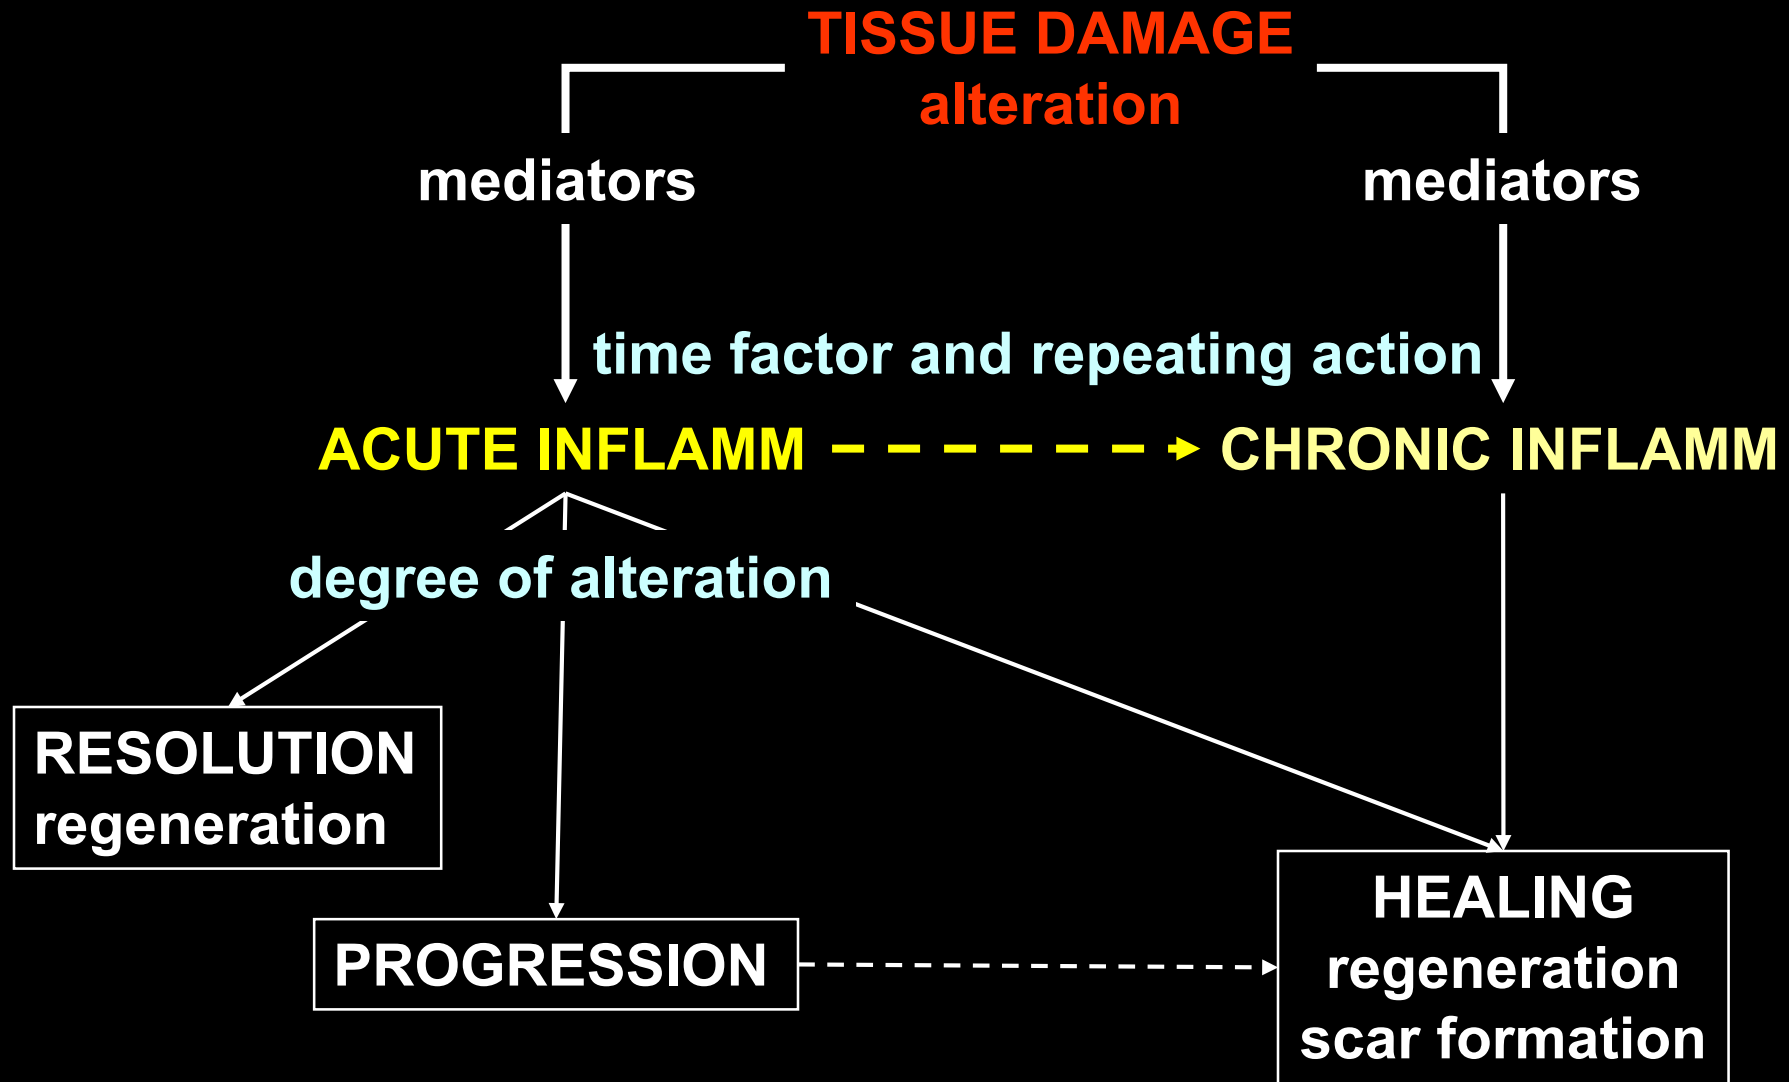 TISSUE DAMAGE
alteration
mediators
mediators
time factor and repeating action
ACUTE INFLAMM
CHRONIC INFLAMM
degree of alteration
RESOLUTION
regeneration
PROGRESSION
HEALING
regeneration
scar formation